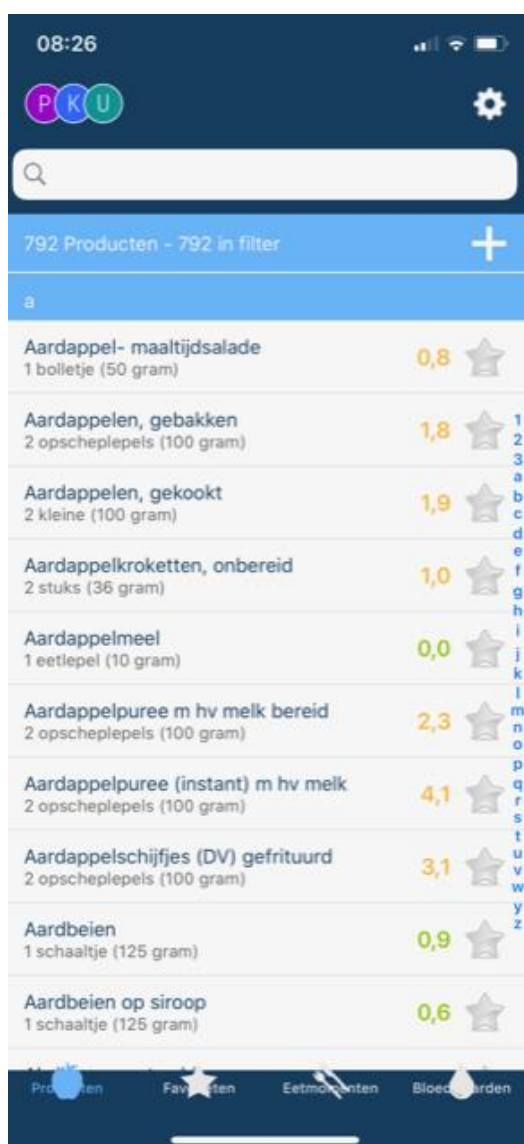 08:26
PKU
792 Producten - 792 in filter
a
Aardappel- maaltijdsalade
1 bolletje (50 gram)
0,8
Aardappelen, gebakken
2 opscheplepels (100 gram)
1,8
Aardappelen, gekookt
2 kleine (100 gram)
1,9
Aardappelkroketten, onbereid
2 stuks (36 gram)
1,0
Aardappelmeel
1 eetlepel (10 gram)
0,0
Aardappelpuree m hv melk bereid
2 opscheplepels (100 gram)
2,3
Aardappelpuree (instant) m hv melk
2 opscheplepels (100 gram)
4,1
Aardappelschijfjes (DV) gefrituurd
2 opscheplepels (100 gram)
3,1
Aardbeien
1 schaaltje (125 gram)
0,9
Aardbeien op siroop
1 schaaltje (125 gram)
0,6
1
2
3
a
b
c
d
e
f
g
h
i
j
k
l
m
n
o
p
q
r
s
t
u
v
w
y
z
Producten
Favorieten
Eetmomenten
Bloedwaarden